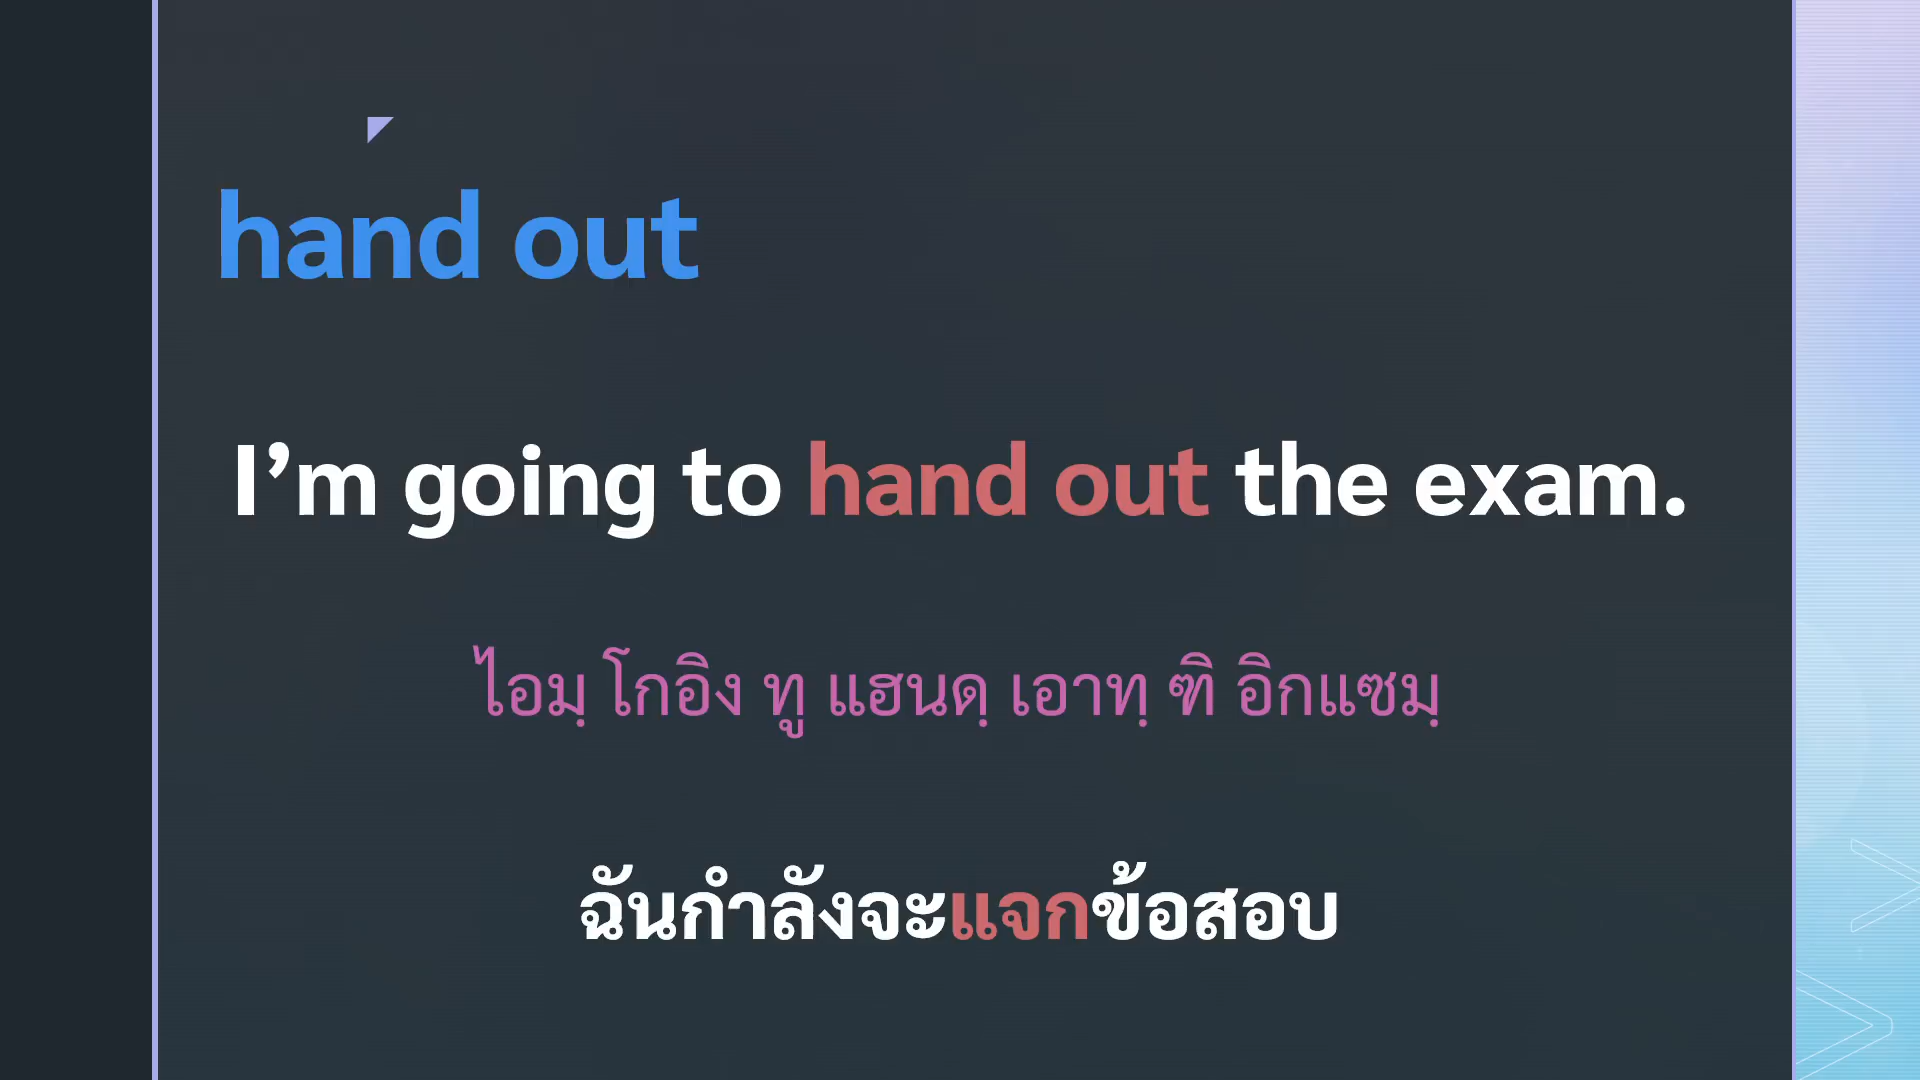 hand out
I’m going to hand out the exam.
ไอมฺ โกอิง ทู แฮนดฺ เอาทฺ ฑิ อิกแซมฺ
ฉันกำลังจะแจกข้อสอบ